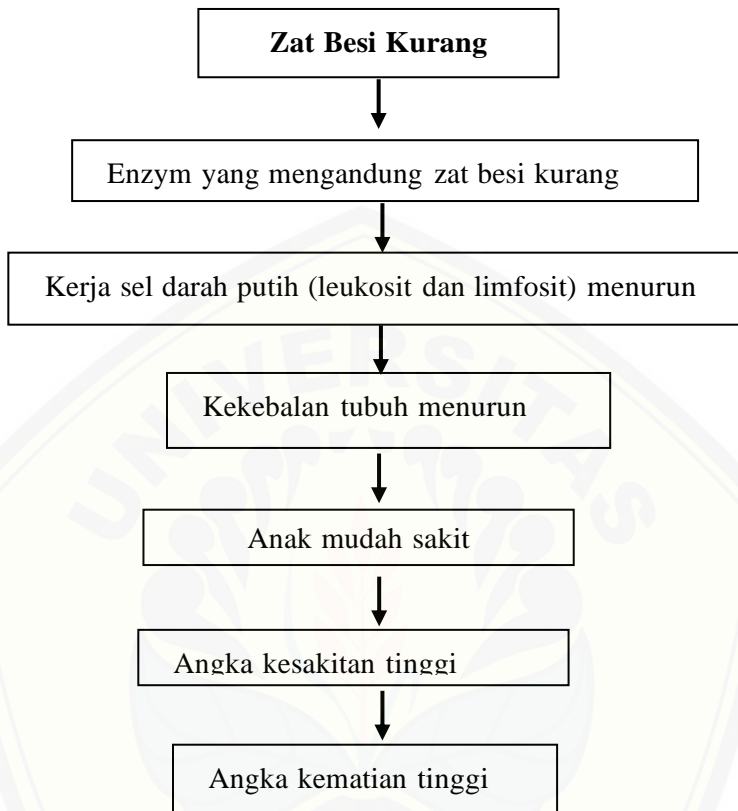 Zat Besi Kurang
Enzym yang mengandung zat besi kurang
Kerja sel darah putih (leukosit dan limfosit) menurun
Kekebalan tubuh menurun
Anak mudah sakit
Angka kesakitan tinggi
Angka kematian tinggi
UNIVERSITAS